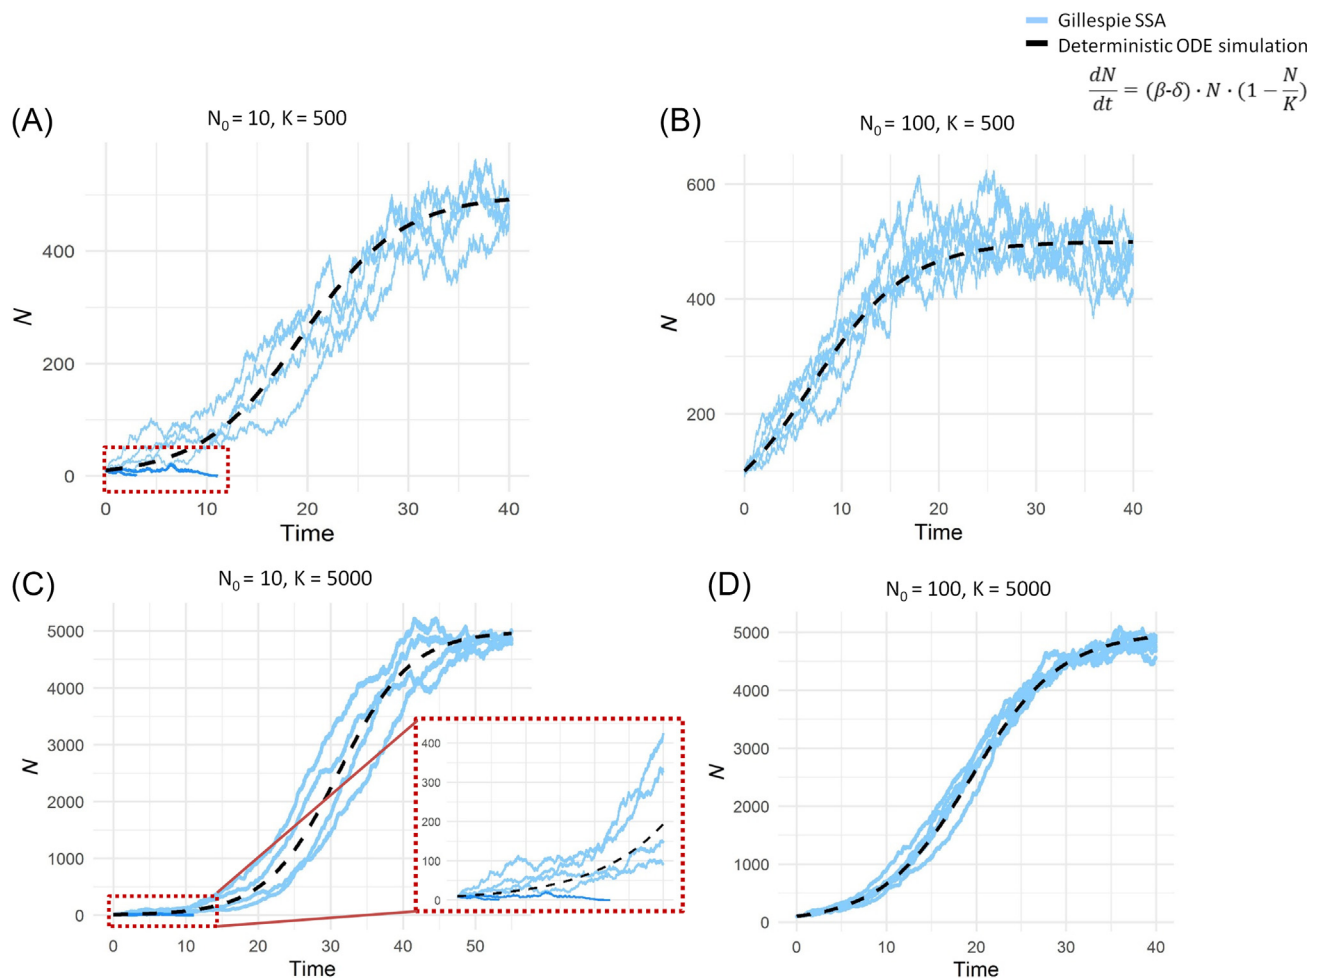 Gillespie SSA
Deterministic ODE simulation
dN/dt = (β-δ) · N · (1 − N/K)
(A)
N₀ = 10, K = 500
400
200
0
N
0 10 20 30 40
Time
(B)
N₀ = 100, K = 500
600
400
200
N
0 10 20 30 40
Time
(C)
N₀ = 10, K = 5000
5000
4000
3000
2000
1000
0
N
0 10 20 30 40 50
Time
400
300
200
100
0
(D)
N₀ = 100, K = 5000
5000
4000
3000
2000
1000
0
N
0 10 20 30 40
Time